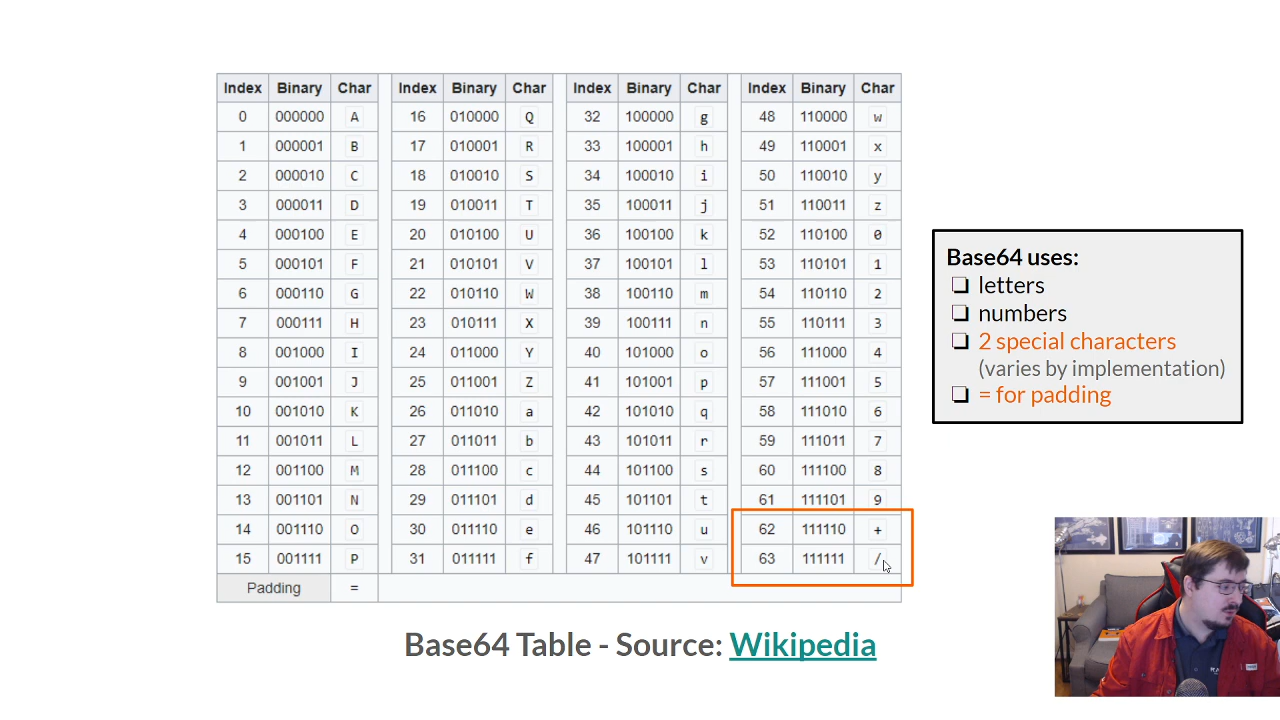 Index Binary Char Index Binary Char Index Binary Char Index Binary Char
0 000000 A 16 010000 Q 32 100000 g 48 110000 w
1 000001 B 17 010001 R 33 100001 h 49 110001 x
2 000010 C 18 010010 S 34 100010 i 50 110010 y
3 000011 D 19 010011 T 35 100011 j 51 110011 z
4 000100 E 20 010100 U 36 100100 k 52 110100 0
5 000101 F 21 010101 V 37 100101 l 53 110101 1
6 000110 G 22 010110 W 38 100110 m 54 110110 2
7 000111 H 23 010111 X 39 100111 n 55 110111 3
8 001000 I 24 011000 Y 40 101000 o 56 111000 4
9 001001 J 25 011001 Z 41 101001 p 57 111001 5
10 001010 K 26 011010 a 42 101010 q 58 111010 6
11 001011 L 27 011011 b 43 101011 r 59 111011 7
12 001100 M 28 011100 c 44 101100 s 60 111100 8
13 001101 N 29 011101 d 45 101101 t 61 111101 9
14 001110 O 30 011110 e 46 101110 u 62 111110 +
15 001111 P 31 011111 f 47 101111 v 63 111111 /
Padding =
Base64 uses:
letters
numbers
2 special characters
(varies by implementation)
= for padding
Base64 Table - Source: Wikipedia